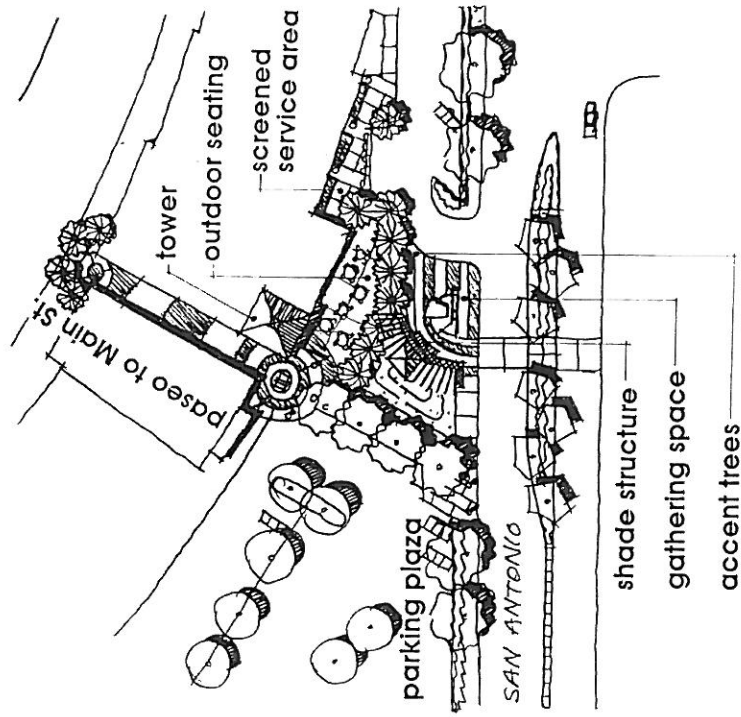 paseo to Main St.
tower
outdoor seating
screened
service area
parking plaza
SAN ANTONIO
shade structure
gathering space
accent trees